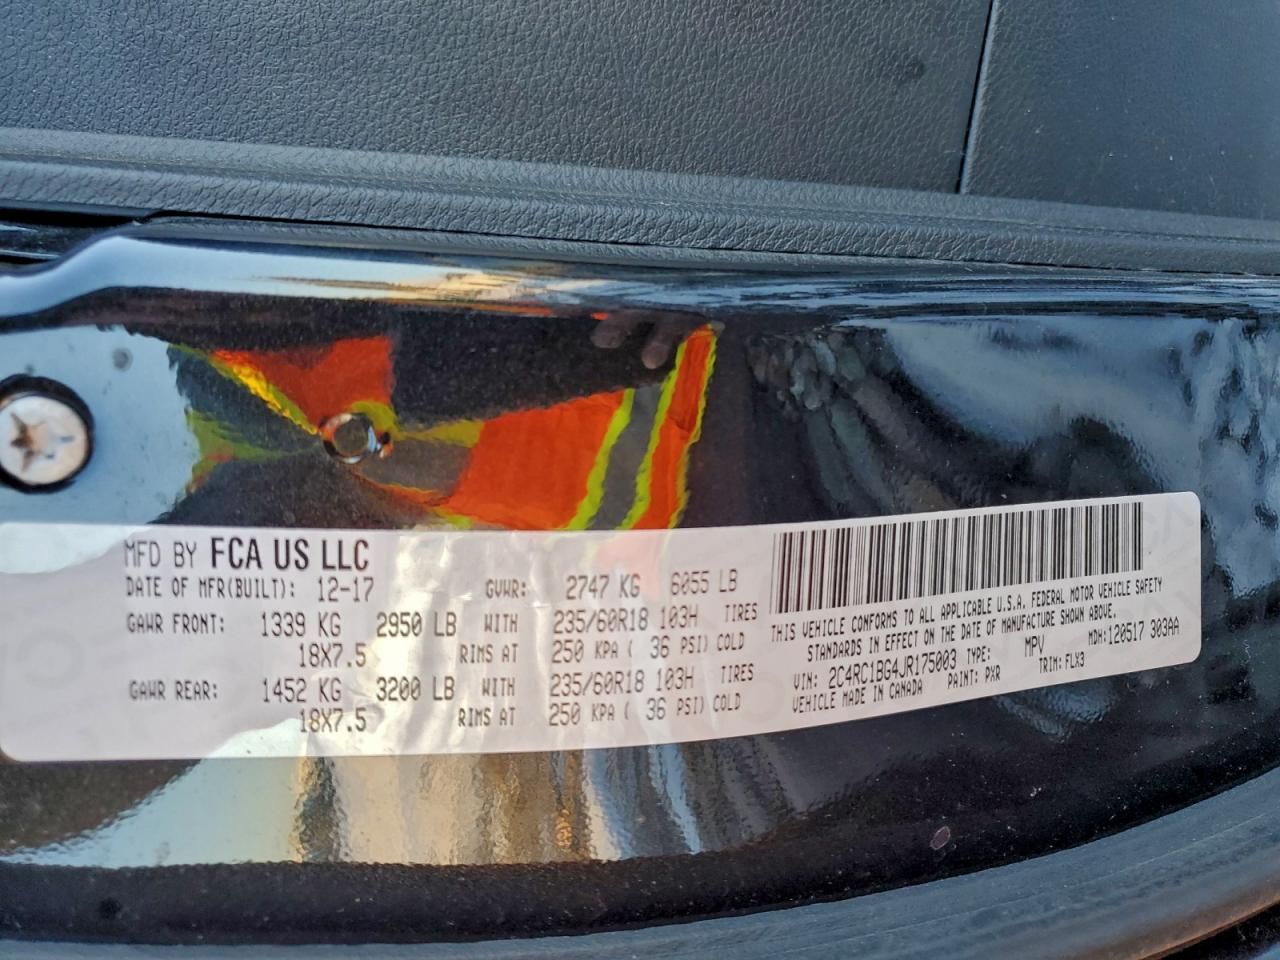 MFD BY FCA US LLC
DATE OF MFR(BUILT): 12-17 GVWR: 2747 KG 6055 LB
GAWR FRONT: 1339 KG 2950 LB WITH 235/60R18 103H TIRES
18X7.5 RIMS AT 250 KPA ( 36 PSI) COLD
GAWR REAR: 1452 KG 3200 LB WITH 235/60R18 103H TIRES
18X7.5 RIMS AT 250 KPA ( 36 PSI) COLD
THIS VEHICLE CONFORMS TO ALL APPLICABLE U.S.A. FEDERAL MOTOR VEHICLE SAFETY
STANDARDS IN EFFECT ON THE DATE OF MANUFACTURE SHOWN ABOVE.
VIN: 2C4RC1BG4JR175003 TYPE: MPV MDH:120517 303AA
VEHICLE MADE IN CANADA PAINT: PXR TRIM:FLX3